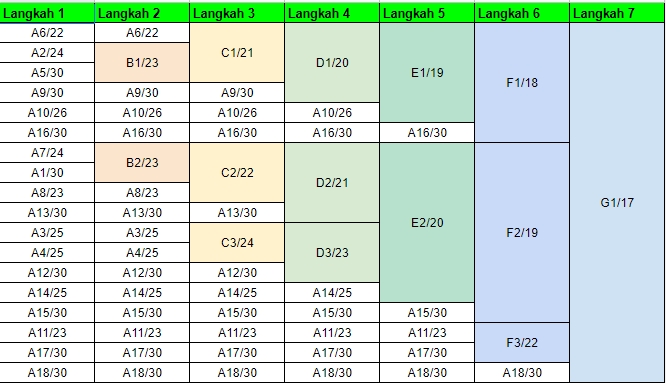 Langkah 1 Langkah 2 Langkah 3 Langkah 4 Langkah 5 Langkah 6 Langkah 7
A6/22 A6/22 C1/21 D1/20 E1/19 F1/18 G1/17
A2/24 B1/23
A5/30
A9/30 A9/30 A9/30
A10/26 A10/26 A10/26 A10/26
A16/30 A16/30 A16/30 A16/30 A16/30
A7/24 B2/23 C2/22 D2/21 E2/20 F2/19
A1/30
A8/23 A8/23
A13/30 A13/30 A13/30
A3/25 A3/25 C3/24 D3/23
A4/25 A4/25
A12/30 A12/30 A12/30
A14/25 A14/25 A14/25 A14/25
A15/30 A15/30 A15/30 A15/30 A15/30
A11/23 A11/23 A11/23 A11/23 A11/23 F3/22
A17/30 A17/30 A17/30 A17/30 A17/30
A18/30 A18/30 A18/30 A18/30 A18/30 A18/30